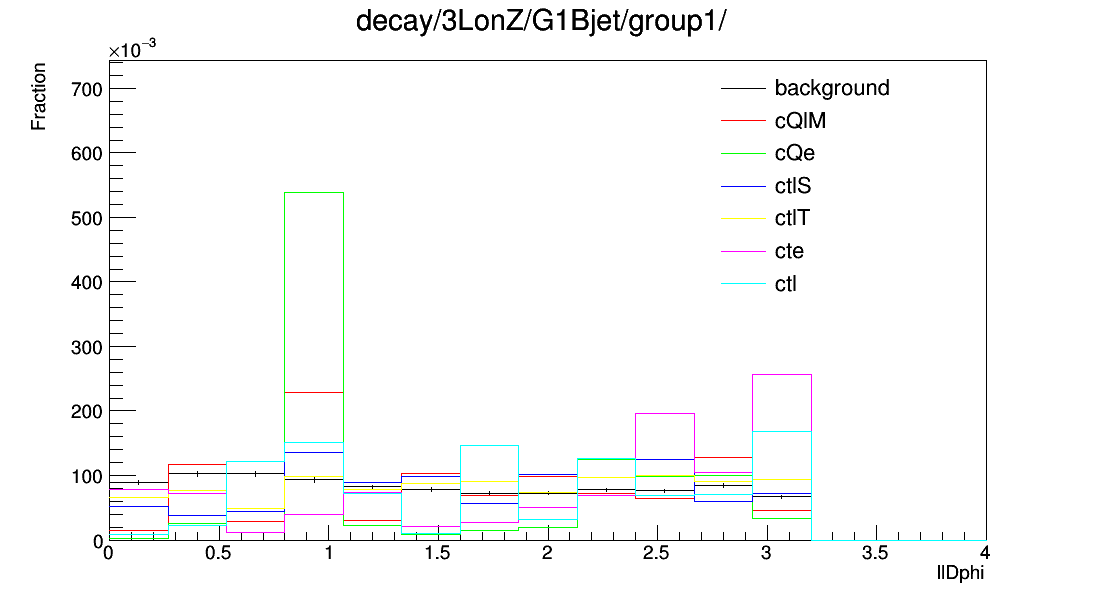 decay/3LonZ/G1Bjet/group1/
×10⁻³
Fraction
700
600
500
400
300
200
100
0
background
cQlM
cQe
ctlS
ctlT
cte
ctl
0 0.5 1 1.5 2 2.5 3 3.5 4
llDphi